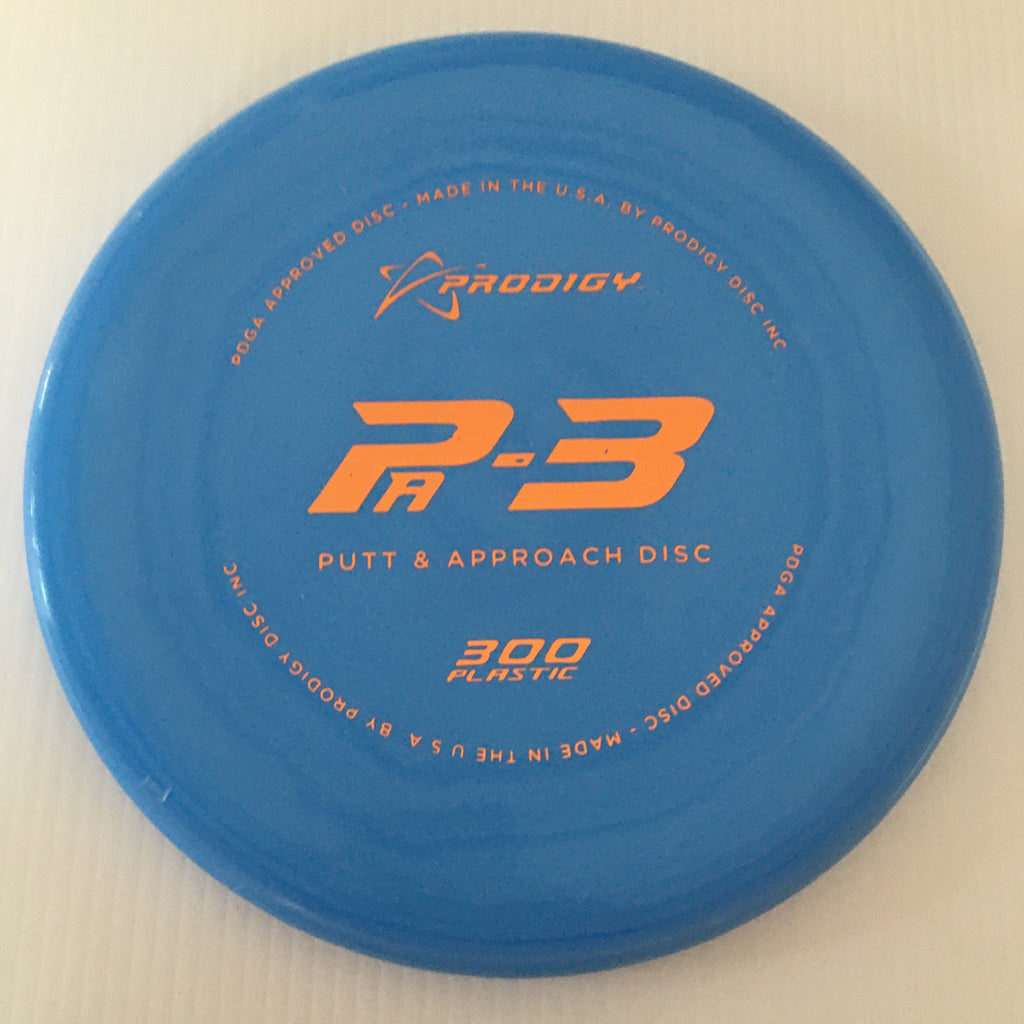 PDGA APPROVED DISC - MADE IN THE U.S.A. BY PRODIGY DISC INC
PRODIGY
PA-3
PUTT & APPROACH DISC
300
PLASTIC
PDGA APPROVED DISC - MADE IN THE U S A BY PRODIGY DISC INC